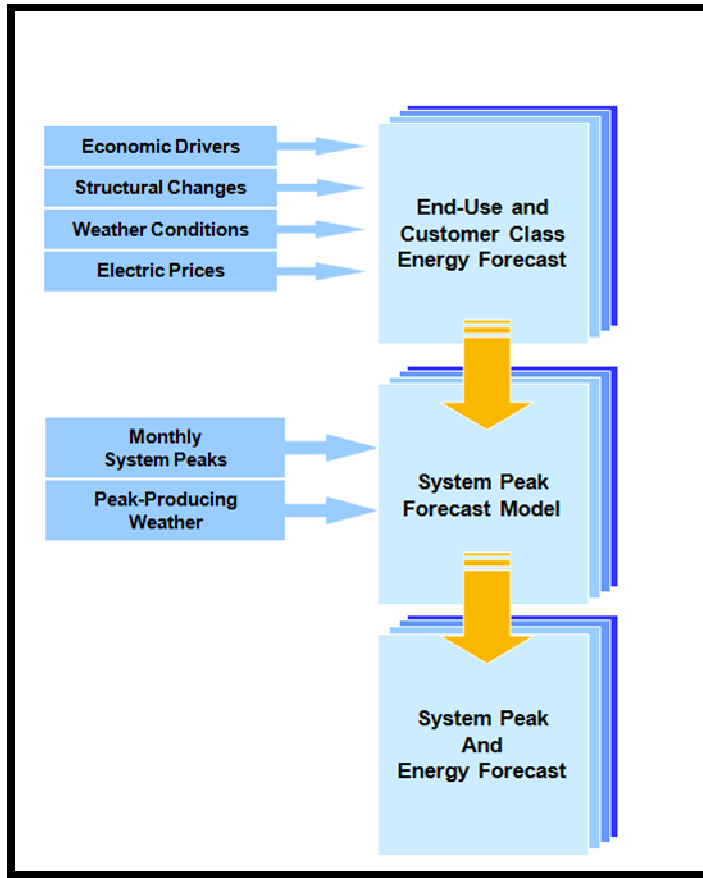 Economic Drivers
Structural Changes
Weather Conditions
Electric Prices
End-Use and
Customer Class
Energy Forecast
Monthly
System Peaks
Peak-Producing
Weather
System Peak
Forecast Model
System Peak
And
Energy Forecast